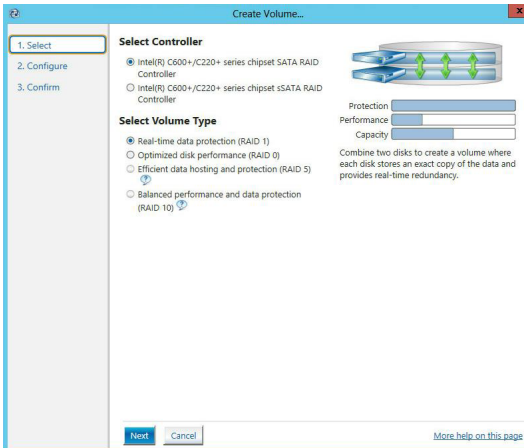 Create Volume...
x
1. Select
2. Configure
3. Confirm
Select Controller
Intel(R) C600+/C220+ series chipset SATA RAID
Controller
Intel(R) C600+/C220+ series chipset sSATA RAID
Controller
Select Volume Type
Real-time data protection (RAID 1)
Optimized disk performance (RAID 0)
Efficient data hosting and protection (RAID 5)
?
Balanced performance and data protection
(RAID 10) ?
Protection
Performance
Capacity
Combine two disks to create a volume where
each disk stores an exact copy of the data and
provides real-time redundancy.
Next
Cancel
More help on this page